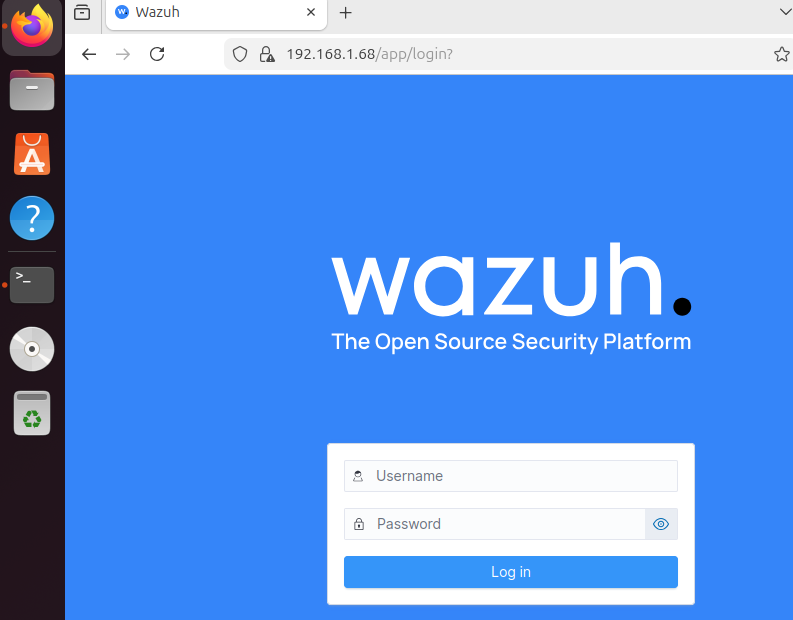 Wazuh
192.168.1.68/app/login?
wazuh.
The Open Source Security Platform
Username
Password
Log in